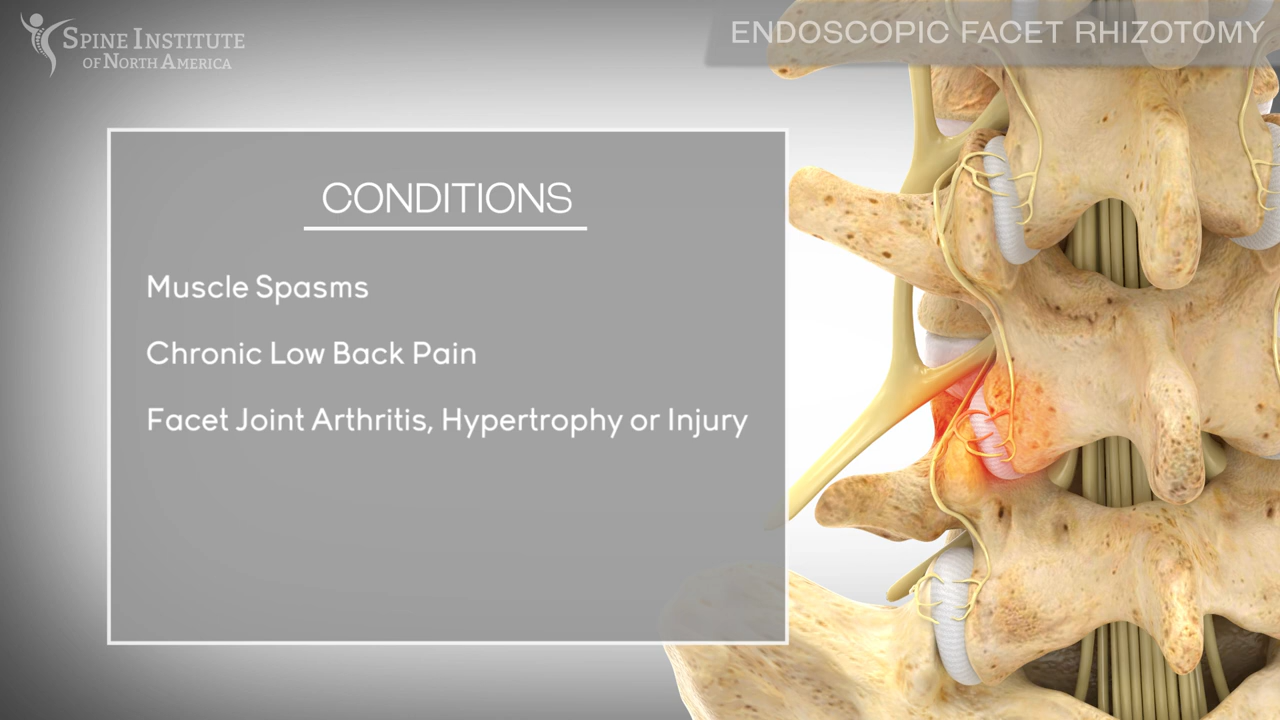 SPINE INSTITUTE
OF NORTH AMERICA
ENDOSCOPIC FACET RHIZOTOMY
CONDITIONS
Muscle Spasms
Chronic Low Back Pain
Facet Joint Arthritis, Hypertrophy or Injury